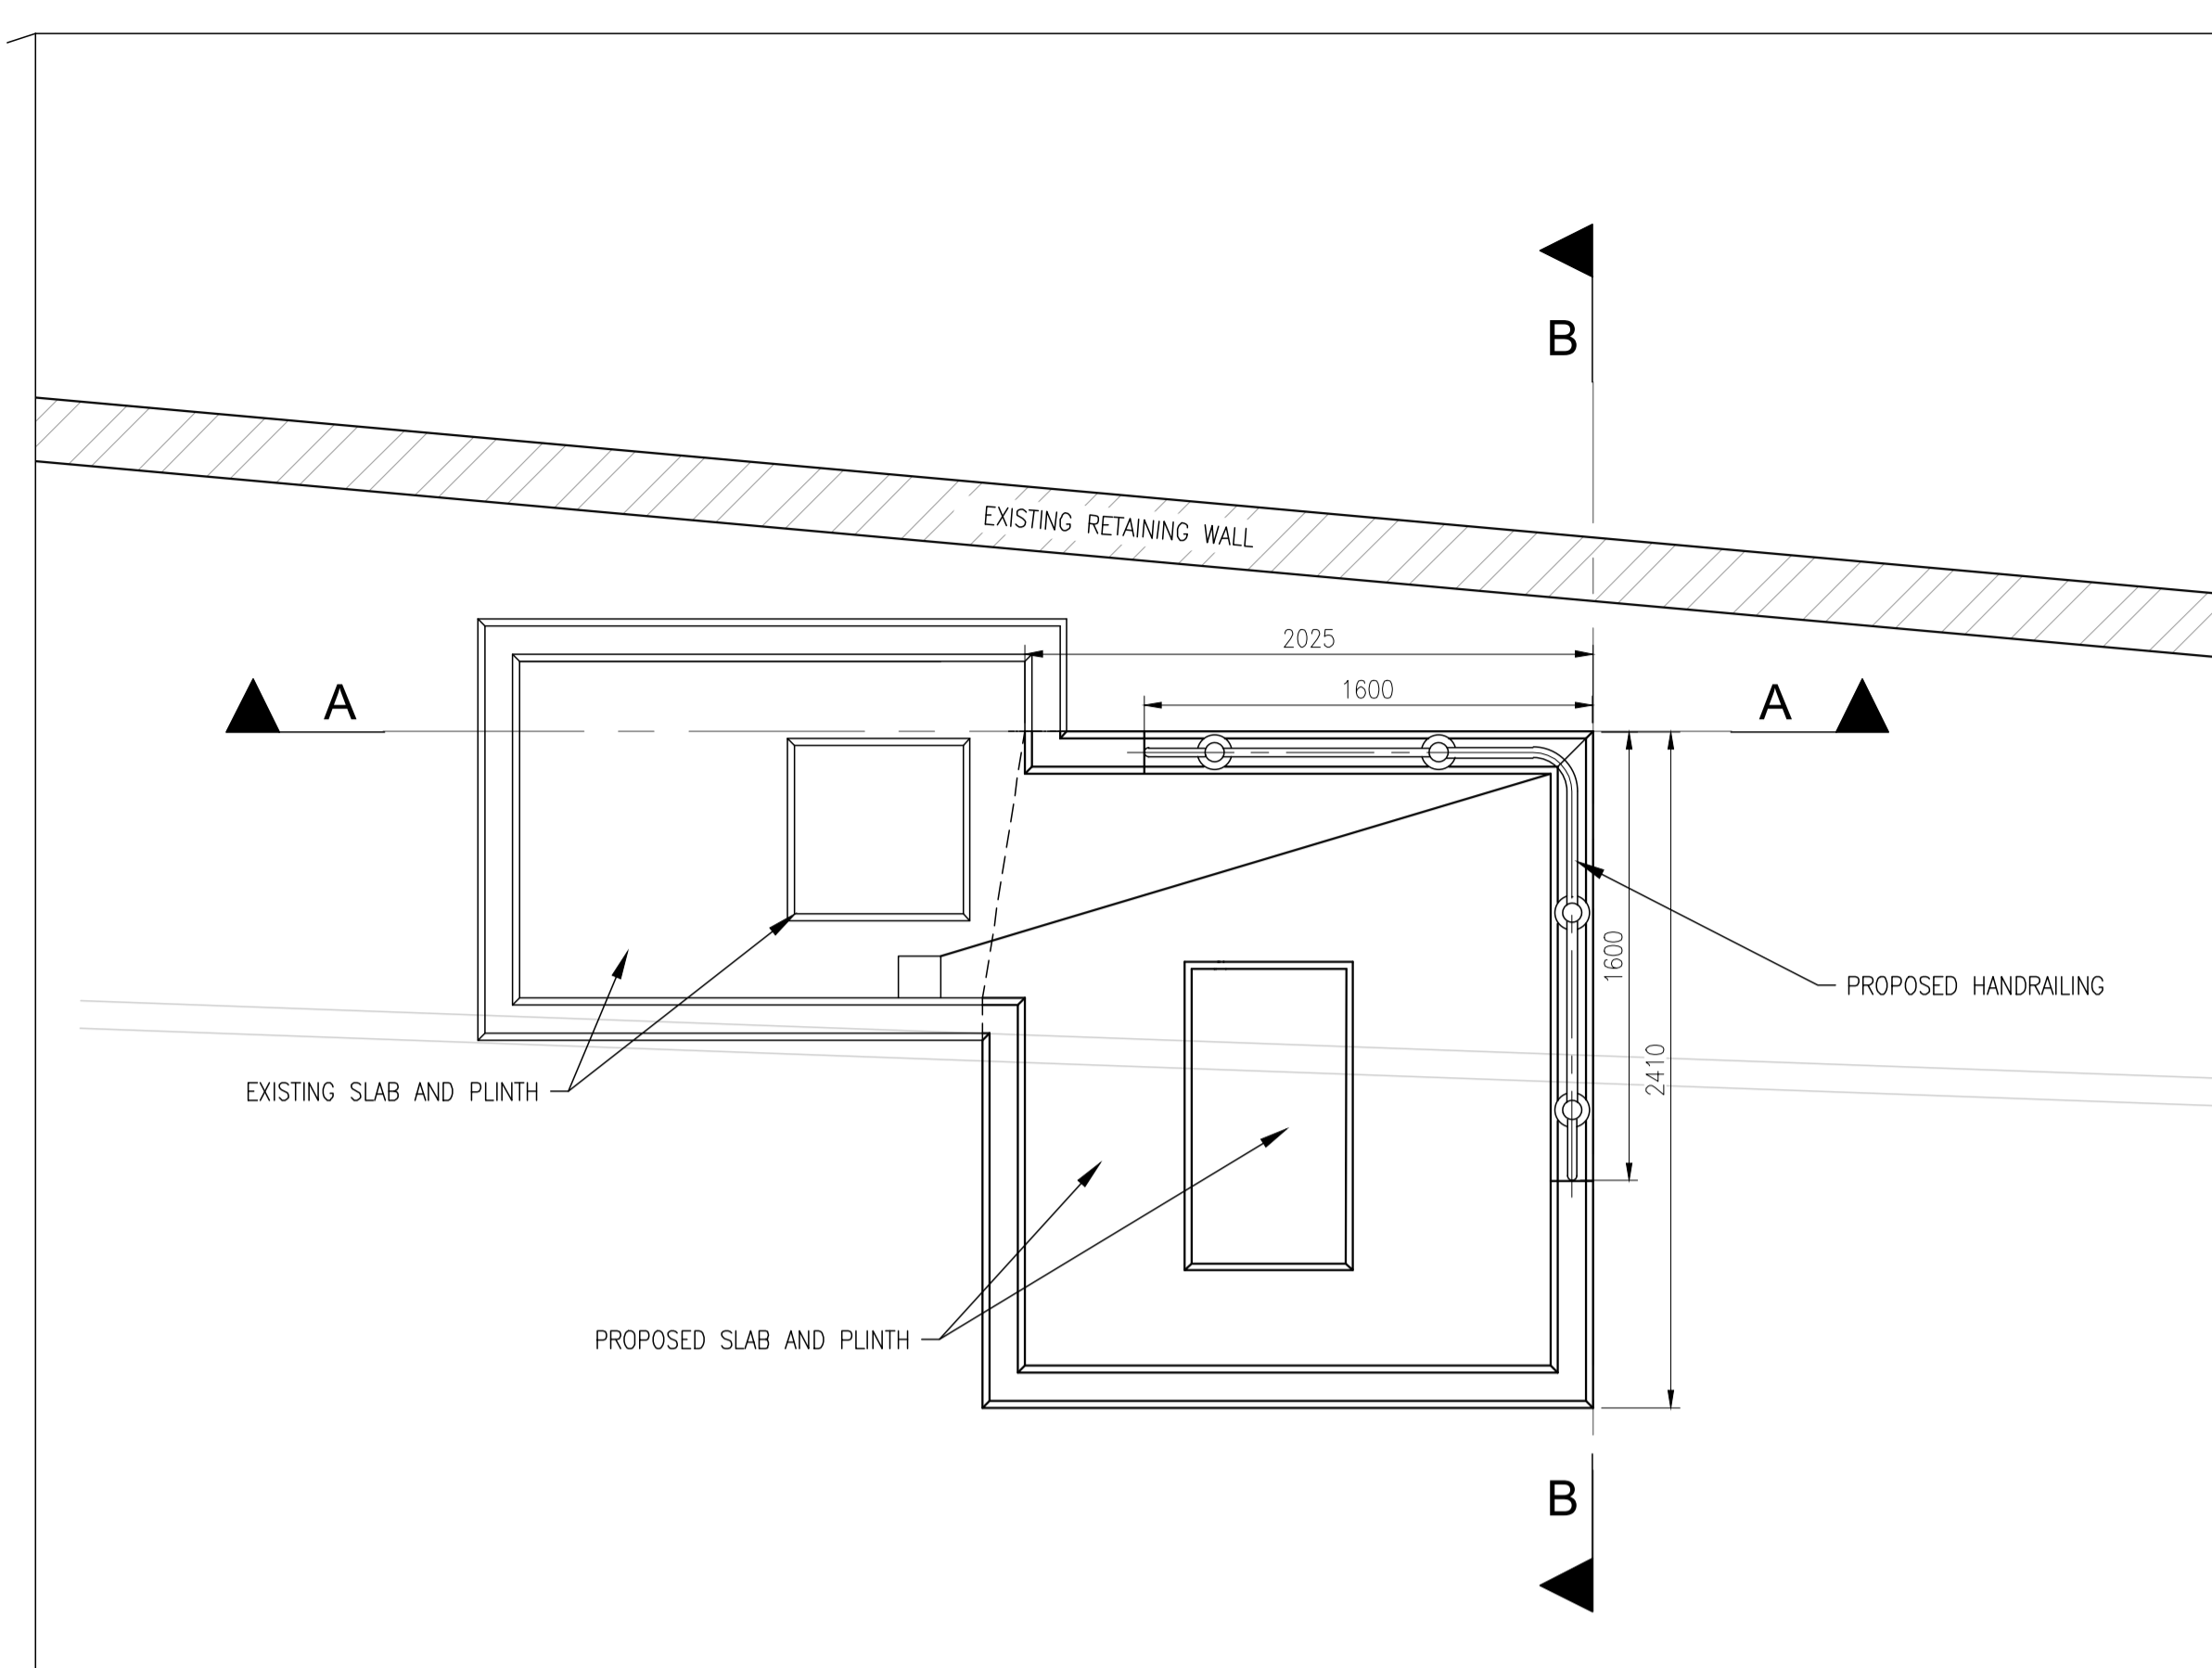 B
EXISTING RETAINING WALL
2025
1600
A
A
1600
PROPOSED HANDRAILING
2410
EXISTING SLAB AND PLINTH
PROPOSED SLAB AND PLINTH
B